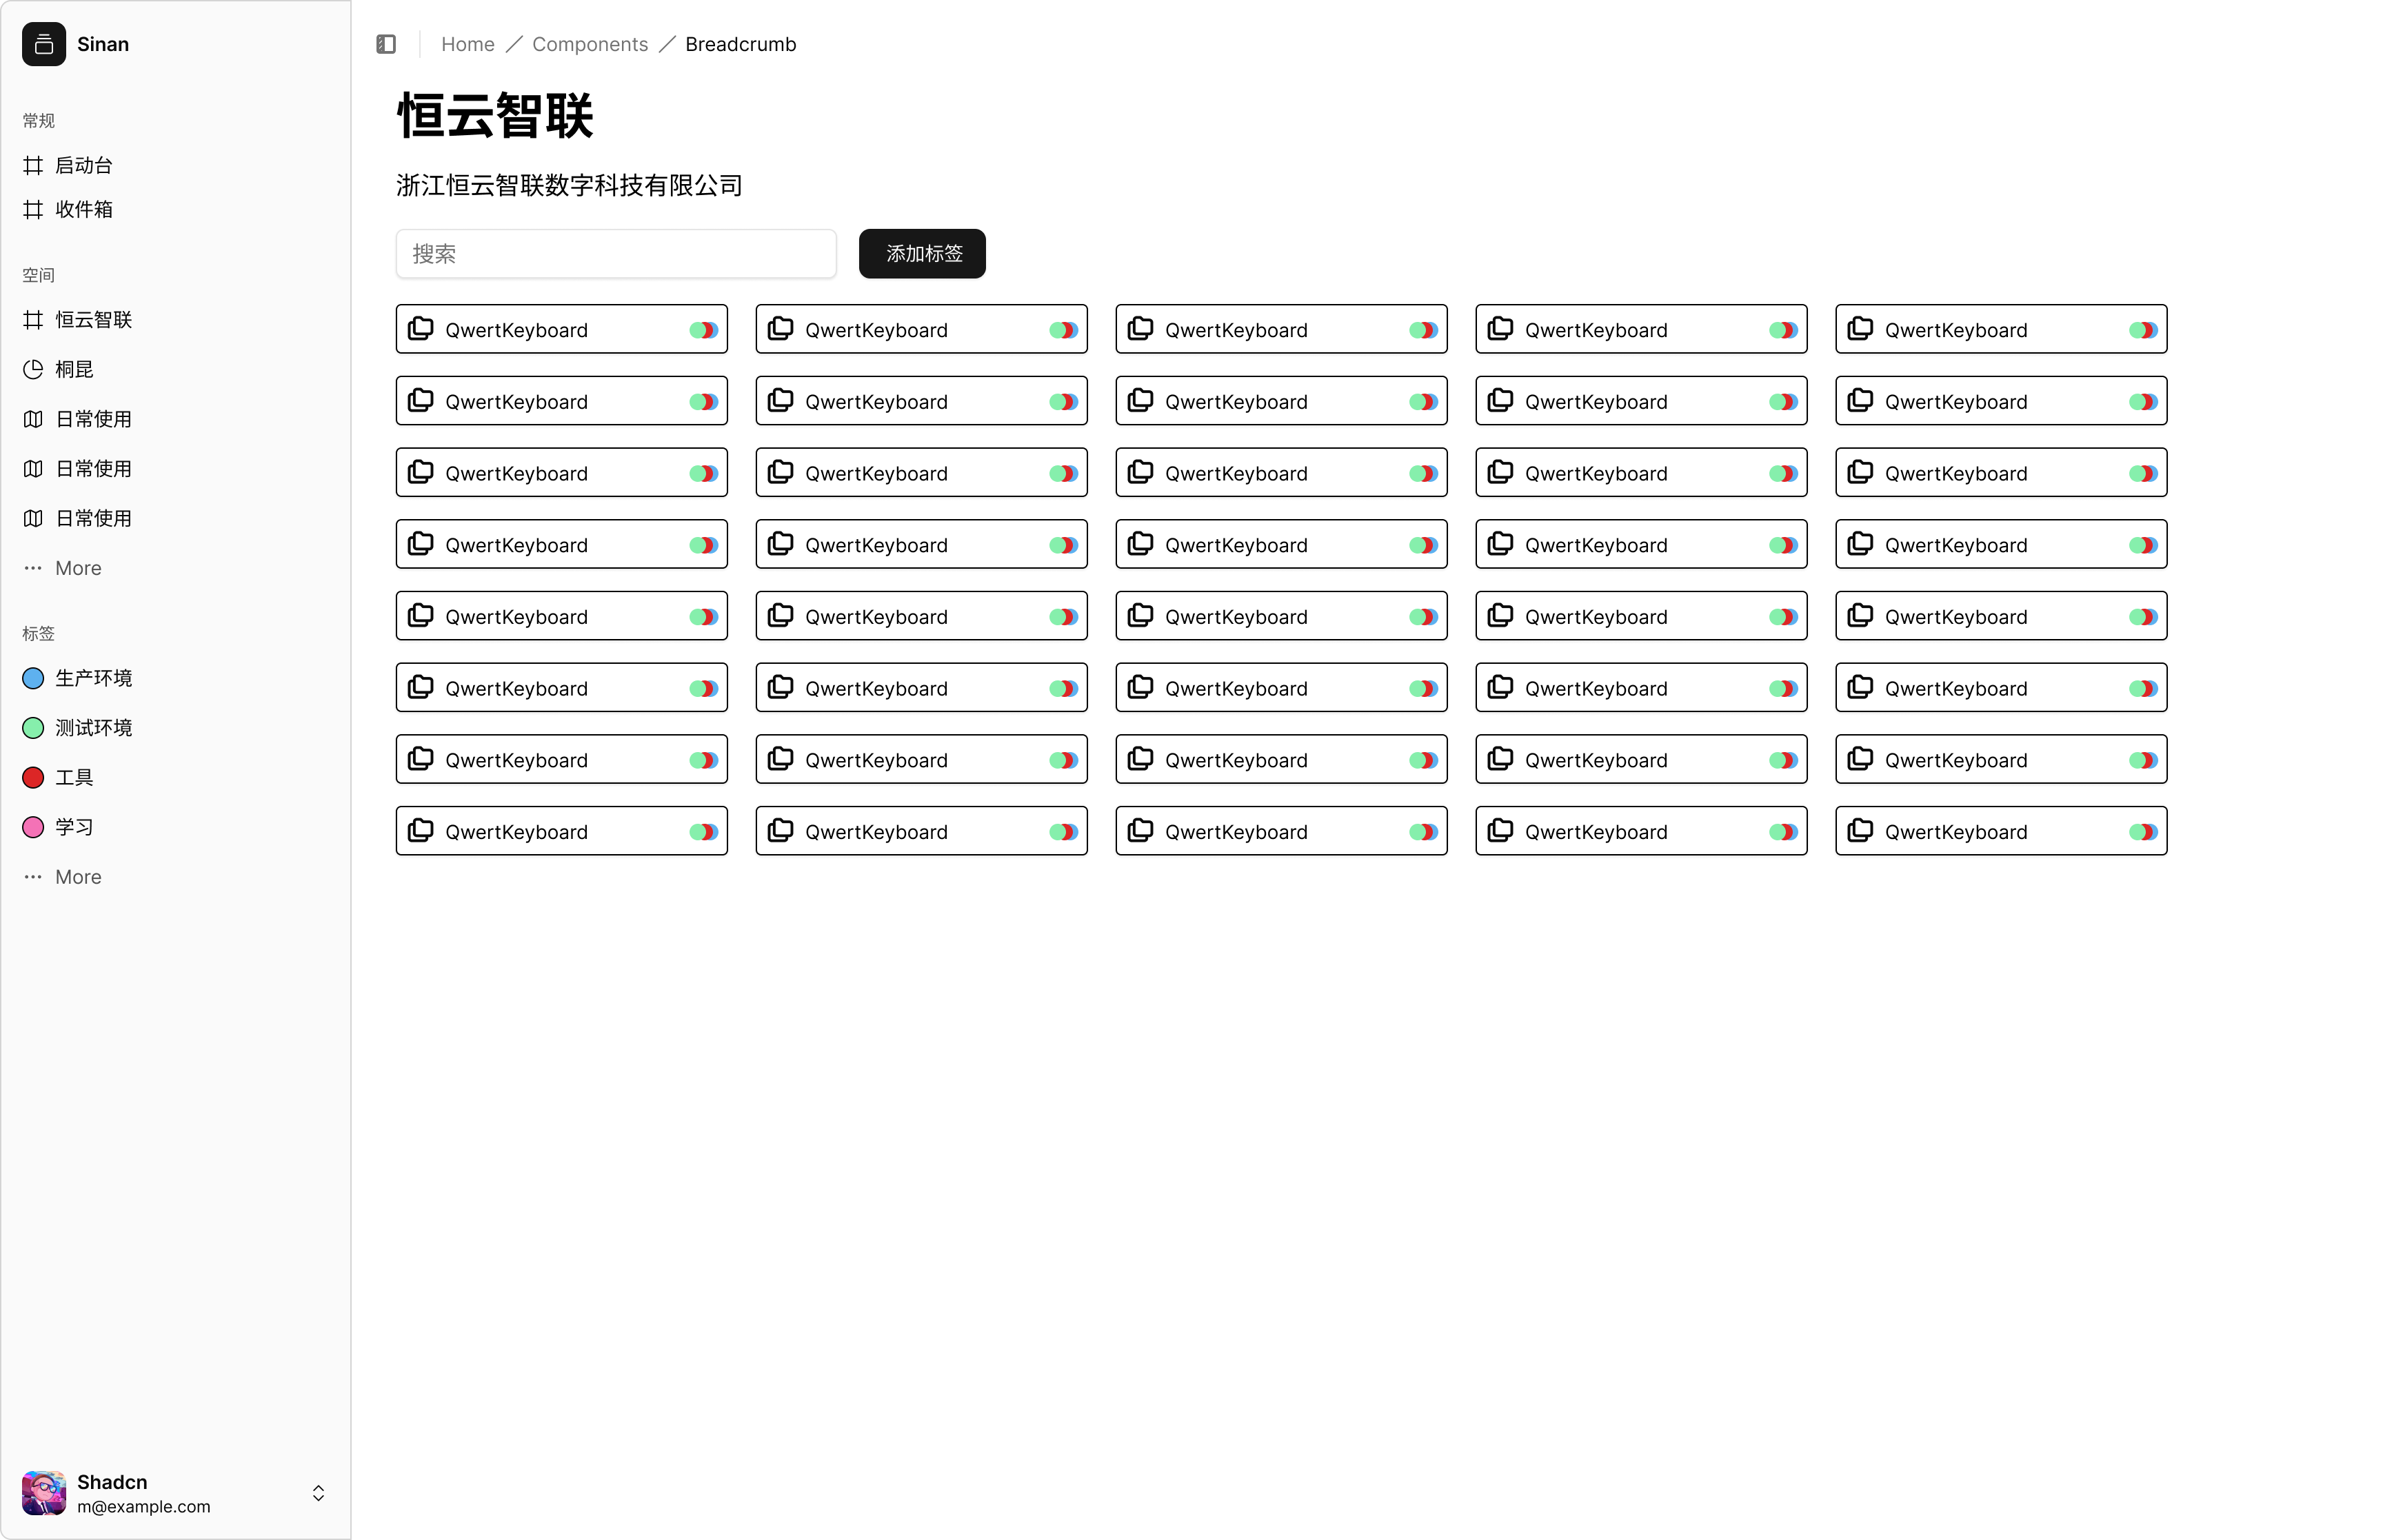 Sinan
常规
启动台
收件箱
空间
恒云智联
桐昆
日常使用
日常使用
日常使用
More
标签
生产环境
测试环境
工具
学习
More
Shadcn
m@example.com
Home / Components / Breadcrumb
恒云智联
浙江恒云智联数字科技有限公司
搜索 添加标签
QwertKeyboard QwertKeyboard QwertKeyboard QwertKeyboard QwertKeyboard
QwertKeyboard QwertKeyboard QwertKeyboard QwertKeyboard QwertKeyboard
QwertKeyboard QwertKeyboard QwertKeyboard QwertKeyboard QwertKeyboard
QwertKeyboard QwertKeyboard QwertKeyboard QwertKeyboard QwertKeyboard
QwertKeyboard QwertKeyboard QwertKeyboard QwertKeyboard QwertKeyboard
QwertKeyboard QwertKeyboard QwertKeyboard QwertKeyboard QwertKeyboard
QwertKeyboard QwertKeyboard QwertKeyboard QwertKeyboard QwertKeyboard
QwertKeyboard QwertKeyboard QwertKeyboard QwertKeyboard QwertKeyboard